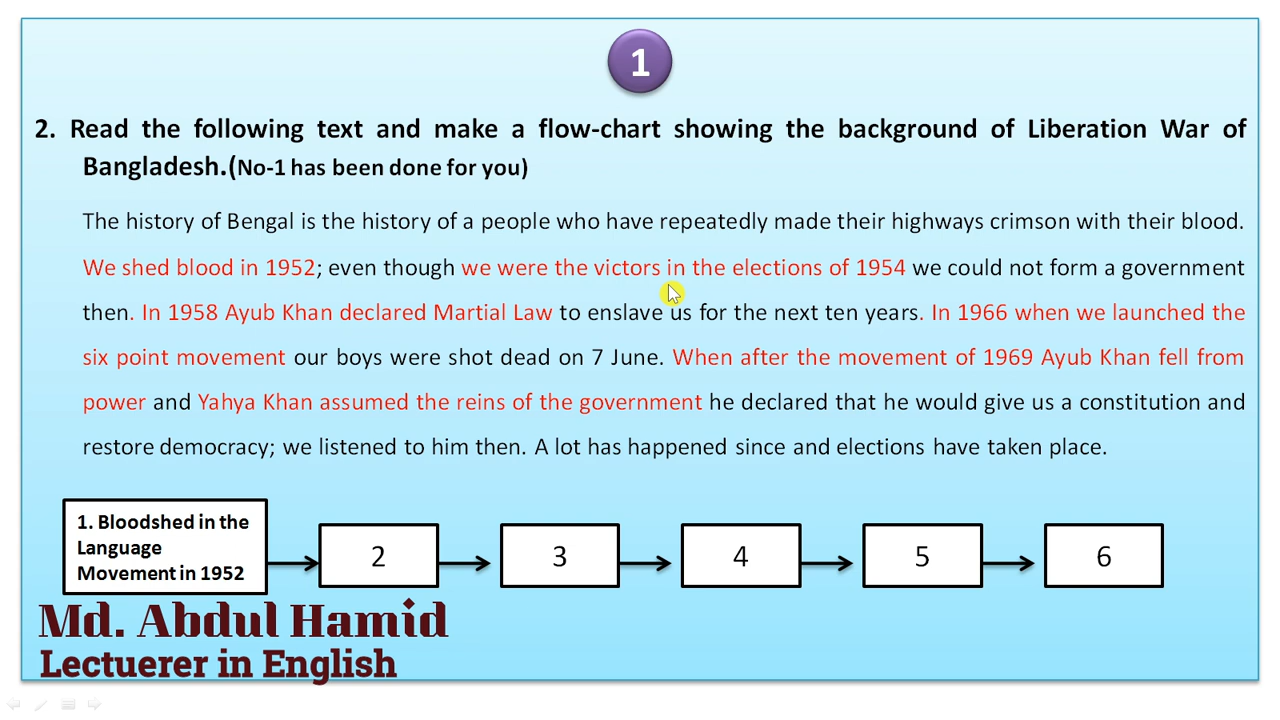 1
2. Read the following text and make a flow-chart showing the background of Liberation War of
Bangladesh.(No-1 has been done for you)
The history of Bengal is the history of a people who have repeatedly made their highways crimson with their blood.
We shed blood in 1952; even though we were the victors in the elections of 1954 we could not form a government
then. In 1958 Ayub Khan declared Martial Law to enslave us for the next ten years. In 1966 when we launched the
six point movement our boys were shot dead on 7 June. When after the movement of 1969 Ayub Khan fell from
power and Yahya Khan assumed the reins of the government he declared that he would give us a constitution and
restore democracy; we listened to him then. A lot has happened since and elections have taken place.
1. Bloodshed in the
Language
Movement in 1952
2
3
4
5
6
Md. Abdul Hamid
Lectuerer in English